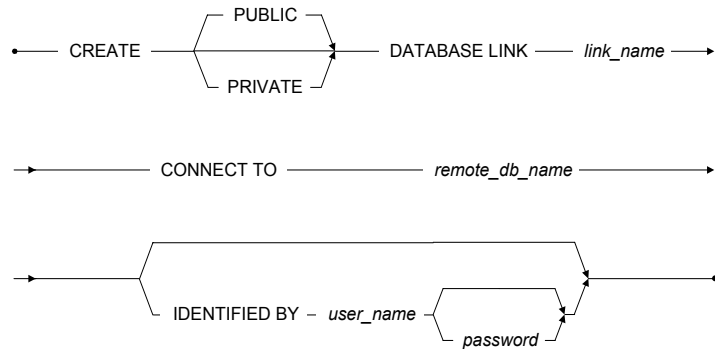 PUBLIC
CREATE DATABASE LINK link_name
PRIVATE
CONNECT TO remote_db_name
IDENTIFIED BY user_name
password